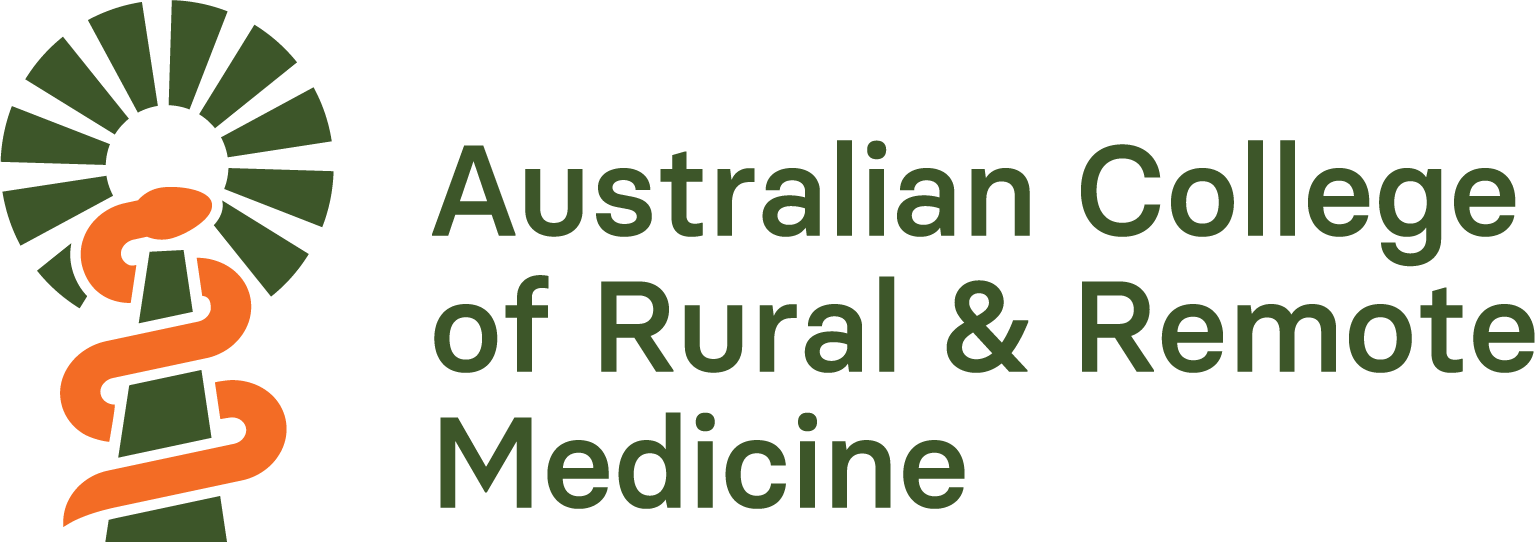 Australian College
of Rural & Remote
Medicine